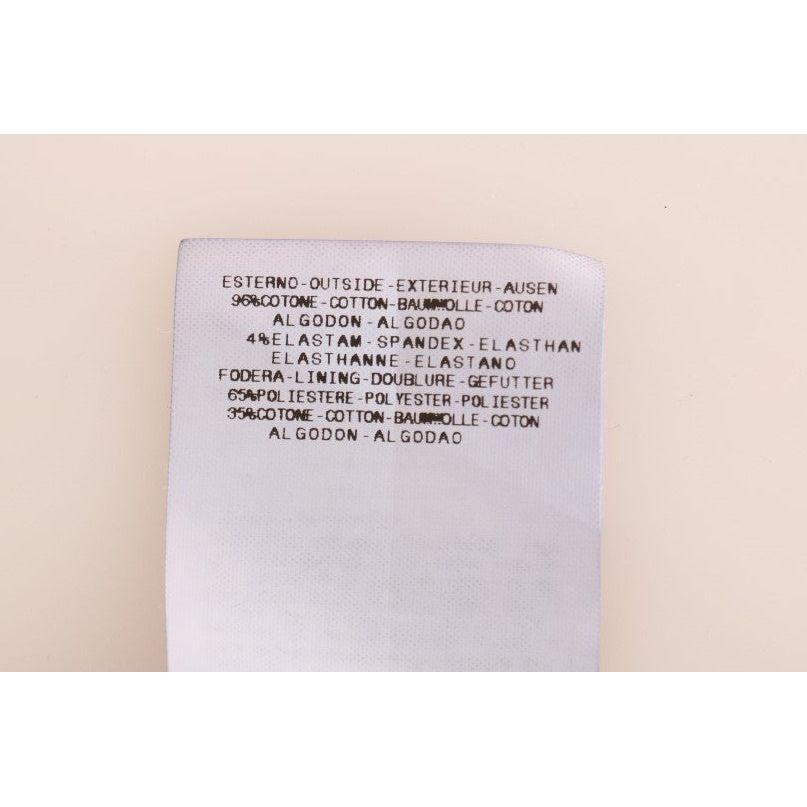 ESTERNO-OUTSIDE-EXTERIEUR-AUSEN
96%COTONE-COTTON-BAUMWOLLE-COTON
ALGODON-ALGODAO
4%ELASTAM-SPANDEX-ELASTHAN
ELASTHANNE-ELASTANO
FODERA-LINING-DOUBLURE-GEFUTTER
65%POLIESTERE-POLYESTER-POLIESTER
35%COTONE-COTTON-BAUMWOLLE-COTON
ALGODON-ALGODAO